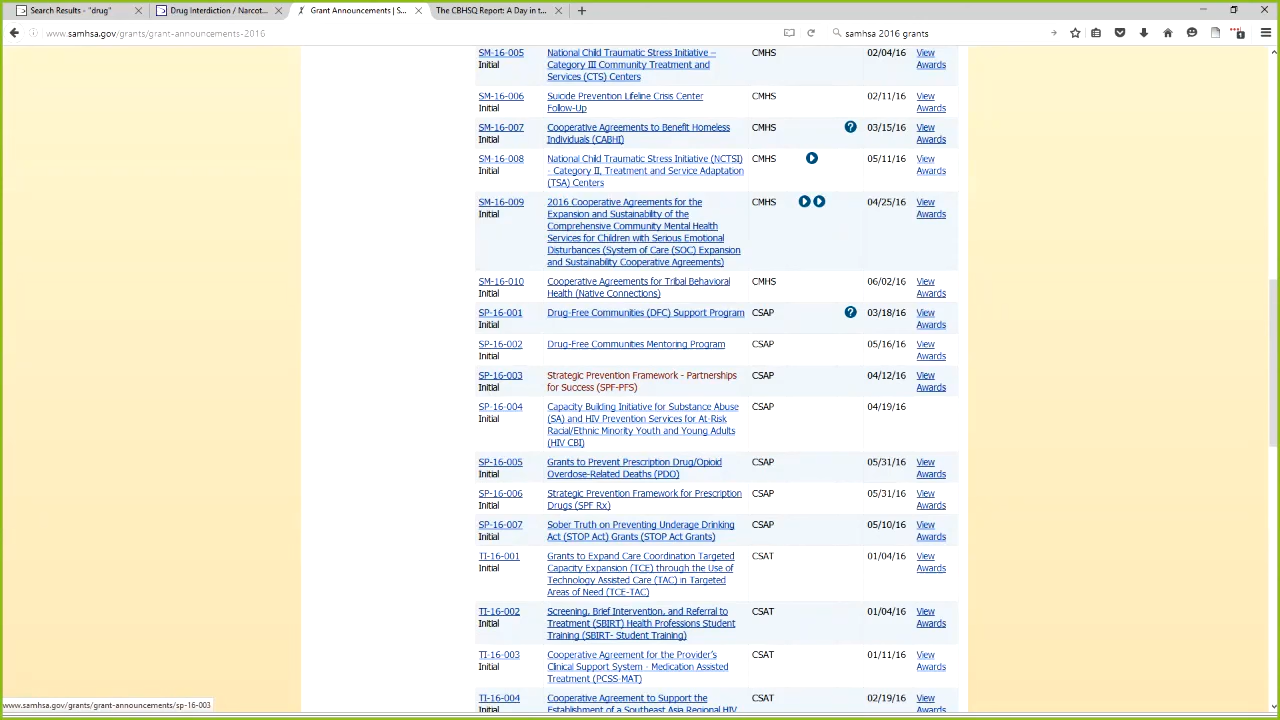 Search Results - "drug"
Drug Interdiction / Narcot...
Grant Announcements | S...
The CBHSQ Report: A Day in t...
www.samhsa.gov/grants/grant-announcements-2016
samhsa 2016 grants
SM-16-005 National Child Traumatic Stress Initiative – CMHS 02/04/16 View
Initial Category III Community Treatment and Awards
Services (CTS) Centers
SM-16-006 Suicide Prevention Lifeline Crisis Center CMHS 02/11/16 View
Initial Follow-Up Awards
SM-16-007 Cooperative Agreements to Benefit Homeless CMHS ? 03/15/16 View
Initial Individuals (CABHI) Awards
SM-16-008 National Child Traumatic Stress Initiative (NCTSI) CMHS 05/11/16 View
Initial - Category II, Treatment and Service Adaptation Awards
(TSA) Centers
SM-16-009 2016 Cooperative Agreements for the CMHS 04/25/16 View
Initial Expansion and Sustainability of the Awards
Comprehensive Community Mental Health
Services for Children with Serious Emotional
Disturbances (System of Care (SOC) Expansion
and Sustainability Cooperative Agreements)
SM-16-010 Cooperative Agreements for Tribal Behavioral CMHS 06/02/16 View
Initial Health (Native Connections) Awards
SP-16-001 Drug-Free Communities (DFC) Support Program CSAP ? 03/18/16 View
Initial Awards
SP-16-002 Drug-Free Communities Mentoring Program CSAP 05/16/16 View
Initial Awards
SP-16-003 Strategic Prevention Framework - Partnerships CSAP 04/12/16 View
Initial for Success (SPF-PFS) Awards
SP-16-004 Capacity Building Initiative for Substance Abuse CSAP 04/19/16
Initial (SA) and HIV Prevention Services for At-Risk
Racial/Ethnic Minority Youth and Young Adults
(HIV CBI)
SP-16-005 Grants to Prevent Prescription Drug/Opioid CSAP 05/31/16 View
Initial Overdose-Related Deaths (PDO) Awards
SP-16-006 Strategic Prevention Framework for Prescription CSAP 05/31/16 View
Initial Drugs (SPF Rx) Awards
SP-16-007 Sober Truth on Preventing Underage Drinking CSAP 05/10/16 View
Initial Act (STOP Act) Grants (STOP Act Grants) Awards
TI-16-001 Grants to Expand Care Coordination Targeted CSAT 01/04/16 View
Initial Capacity Expansion (TCE) through the Use of Awards
Technology Assisted Care (TAC) in Targeted
Areas of Need (TCE-TAC)
TI-16-002 Screening, Brief Intervention, and Referral to CSAT 01/04/16 View
Initial Treatment (SBIRT) Health Professions Student Awards
Training (SBIRT- Student Training)
TI-16-003 Cooperative Agreement for the Provider's CSAT 01/11/16 View
Initial Clinical Support System - Medication Assisted Awards
Treatment (PCSS-MAT)
TI-16-004 Cooperative Agreement to Support the CSAT 02/19/16 View
Initial Establishment of a Southeast Asia Regional HIV Awards
www.samhsa.gov/grants/grant-announcements/sp-16-003